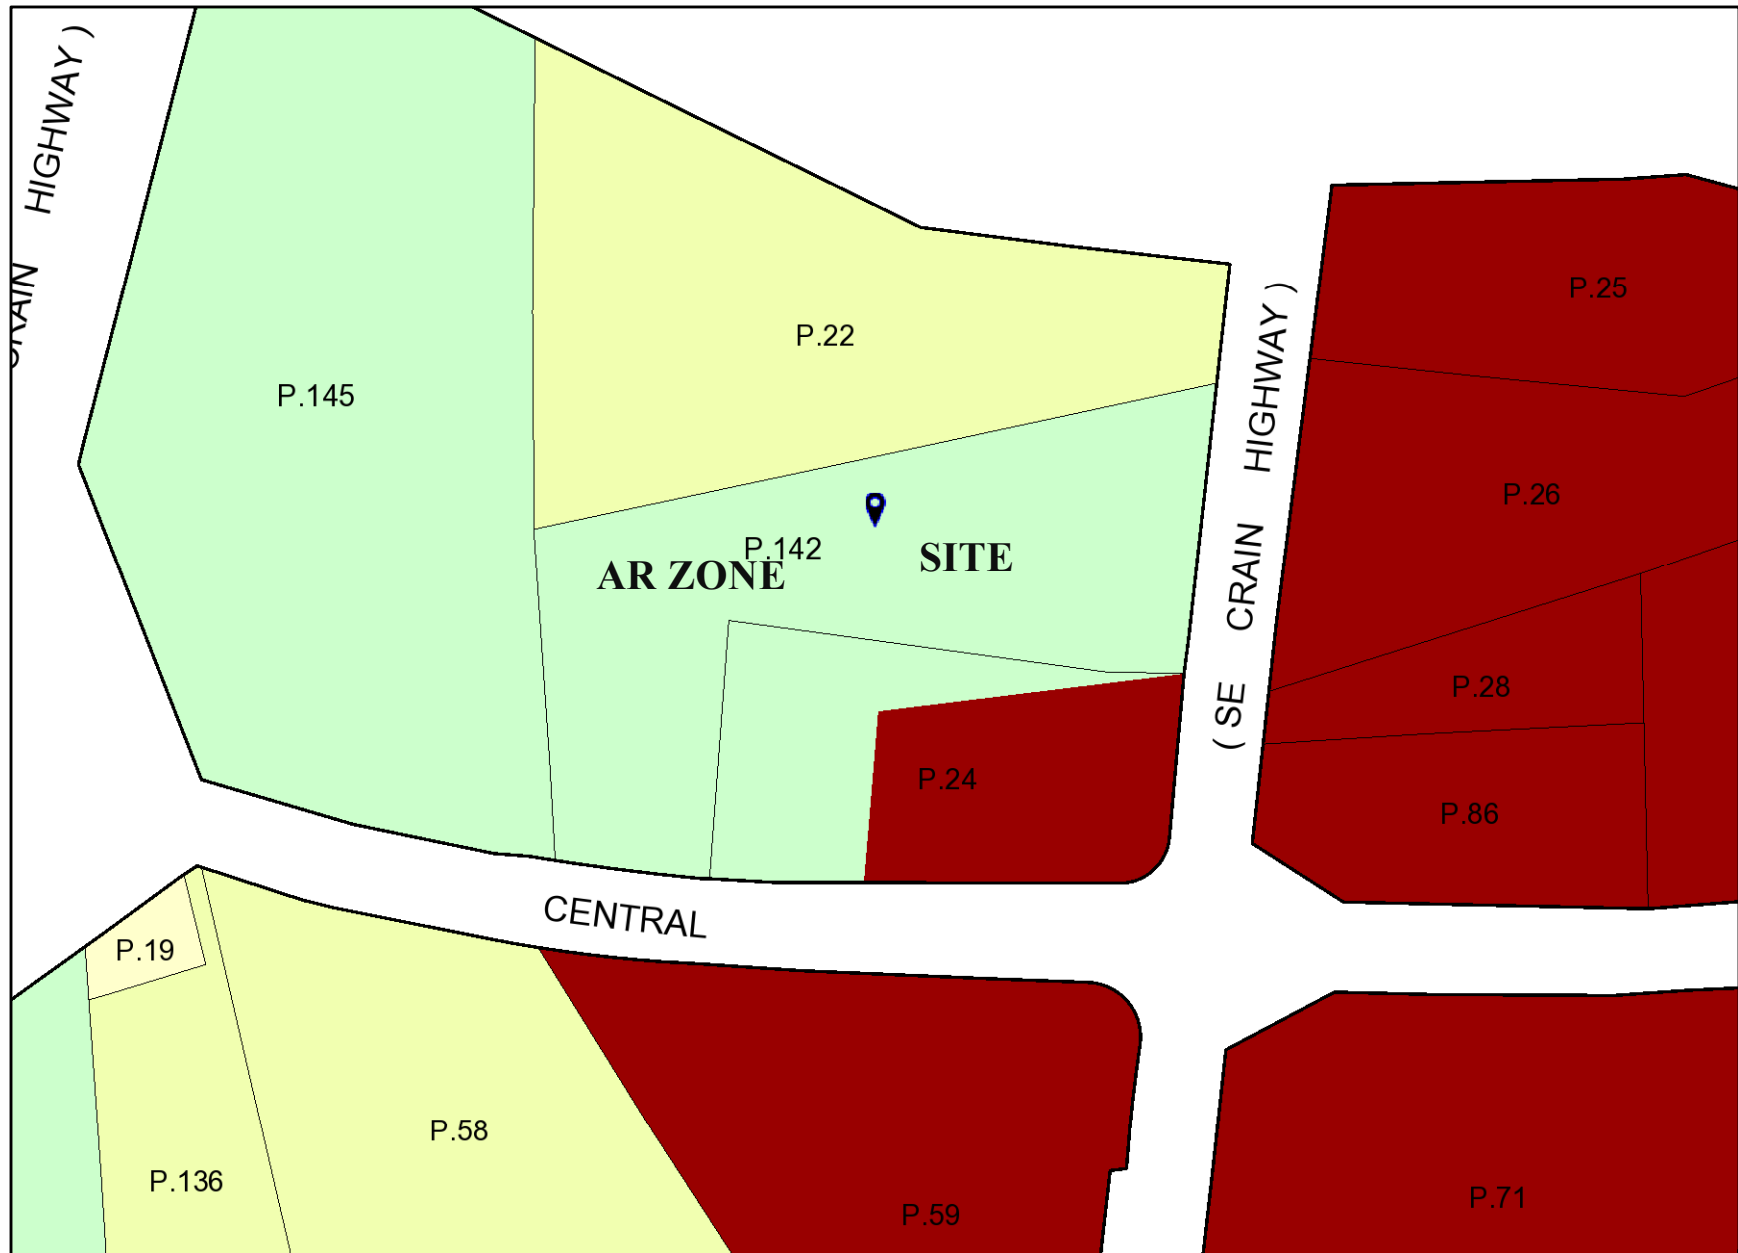 HIGHWAY )
P.25
P.22
P.145
( SE CRAIN HIGHWAY )
P.26
P.142
SITE
AR ZONE
P.28
P.24
P.86
CENTRAL
P.19
P.58
P.136
P.71
P.59